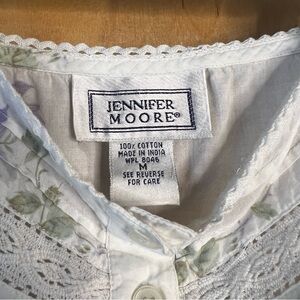 JENNIFER
MOORE®
100% COTTON
MADE IN INDIA
WPL 8046
M
SEE REVERSE
FOR CARE